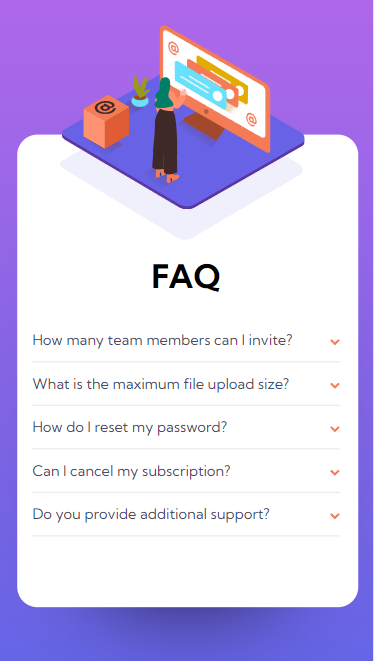 FAQ
How many team members can I invite?
What is the maximum file upload size?
How do I reset my password?
Can I cancel my subscription?
Do you provide additional support?